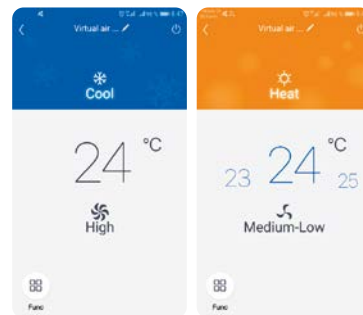 Virtual air ...
Cool
24 °C
High
Func
Virtual air ...
Heat
23 24 °C 25
Medium-Low
Func